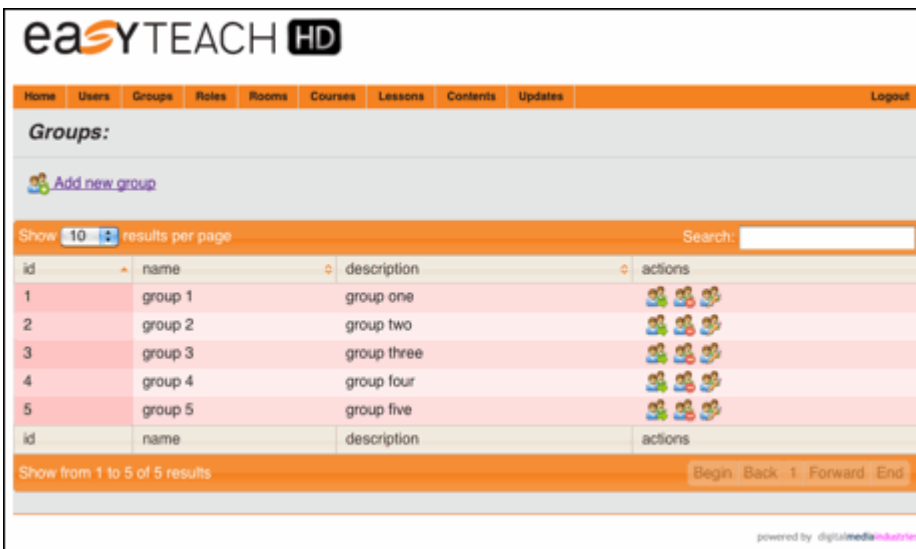 easyTEACH HD
Home Users Groups Roles Rooms Courses Lessons Contents Updates Logout
Groups:
Add new group
Show 10 results per page Search:
id name description actions
1 group 1 group one
2 group 2 group two
3 group 3 group three
4 group 4 group four
5 group 5 group five
id name description actions
Show from 1 to 5 of 5 results Begin Back 1 Forward End
powered by digitalmediaindustries